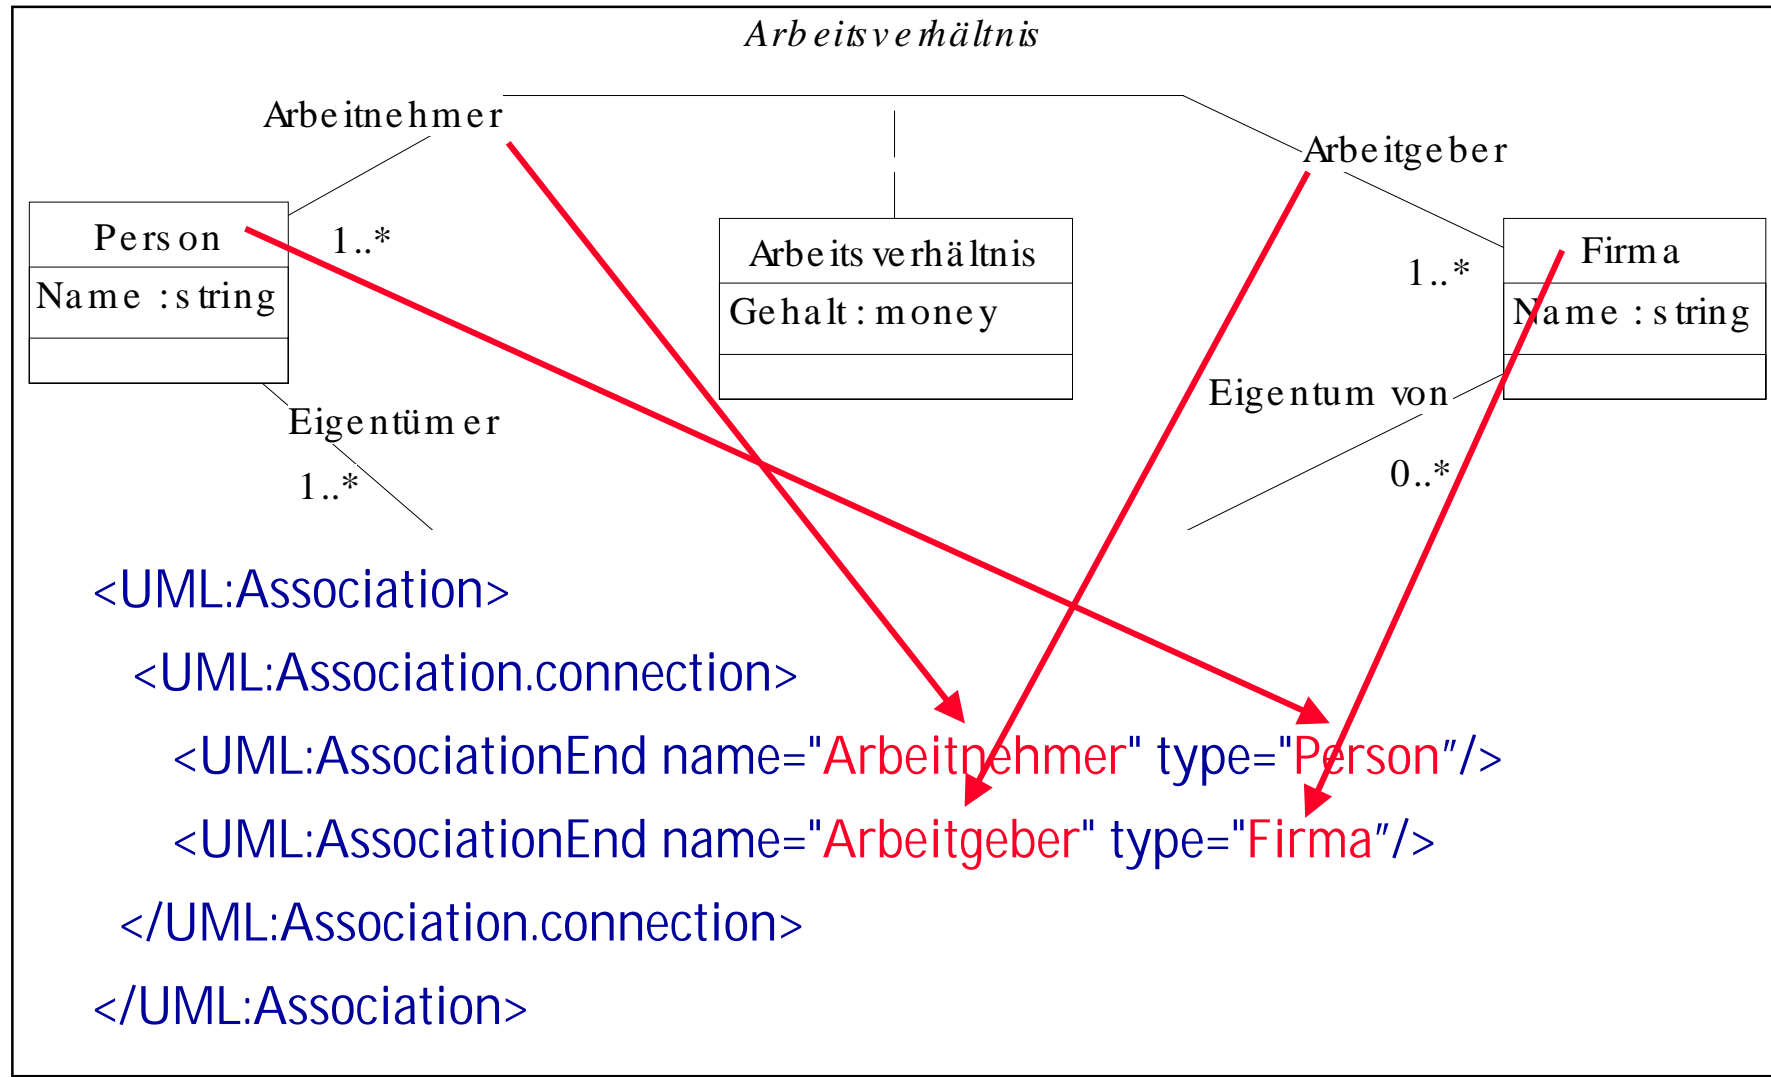 Arbeitsverhältnis
Arbeitnehmer
Arbeitgeber
Person
1..*
Arbeitsverhältnis
1..*
Firma
Name : string
Gehalt : money
Name : string
Eigentümer
Eigentum von
1..*
0..*
<UML:Association>
<UML:Association.connection>
<UML:AssociationEnd name="Arbeitnehmer" type="Person"/>
<UML:AssociationEnd name="Arbeitgeber" type="Firma"/>
</UML:Association.connection>
</UML:Association>